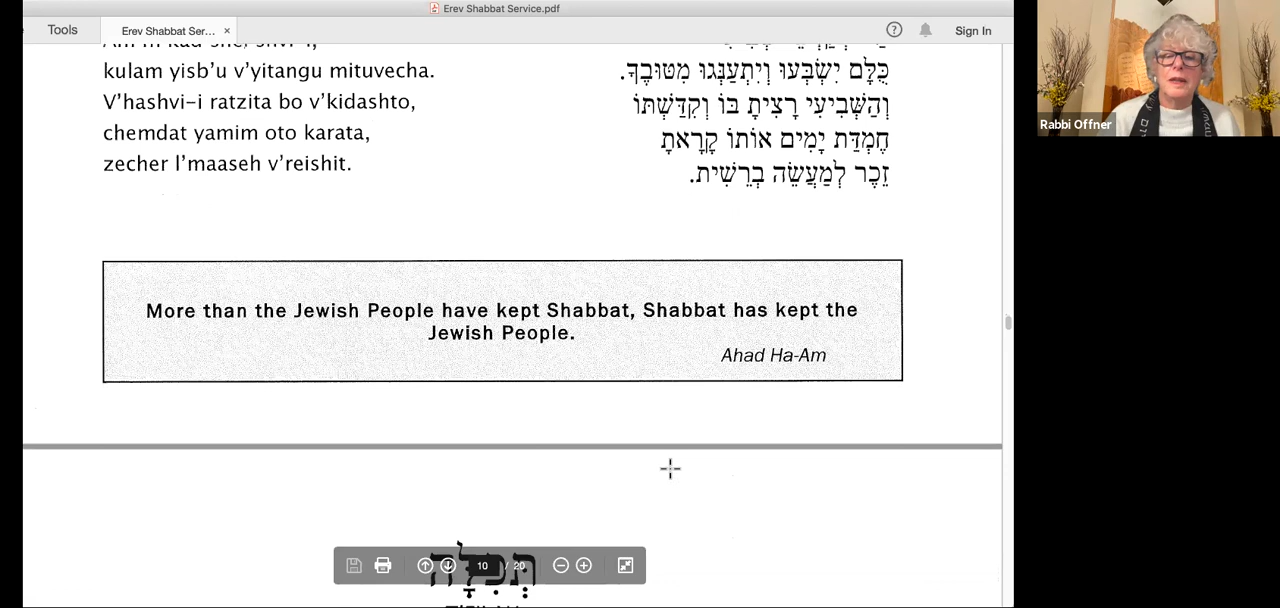 Erev Shabbat Service.pdf
Tools
Erev Shabbat Ser... ×
Sign In
kulam yisb’u v’yitangu mituvecha.
V’hashvi–i ratzita bo v’kidashto,
chemdat yamim oto karata,
zecher l’maaseh v’reishit.
כֻּלָּם יִשְׂבְּעוּ וְיִתְעַנְּגוּ מִטּוּבֶךָ.
וְהַשְּׁבִיעִי רָצִיתָ בּוֹ וְקִדַּשְׁתּוֹ
חֶמְדַּת יָמִים אוֹתוֹ קָרָאתָ
זֵכֶר לְמַעֲשֵׂה בְרֵשִׁית.
More than the Jewish People have kept Shabbat, Shabbat has kept the
Jewish People.
Ahad Ha-Am
תְּפִלָּה
10 / 20
Rabbi Offner